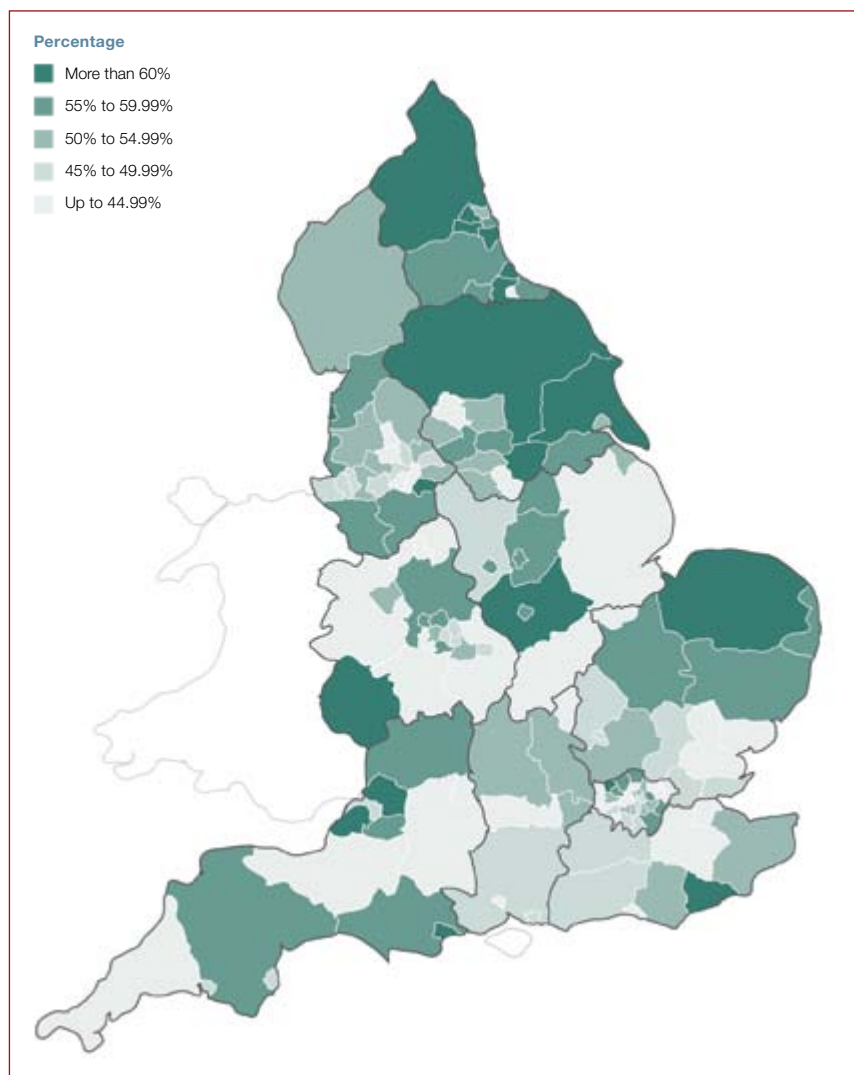 Percentage
More than 60%
55% to 59.99%
50% to 54.99%
45% to 49.99%
Up to 44.99%